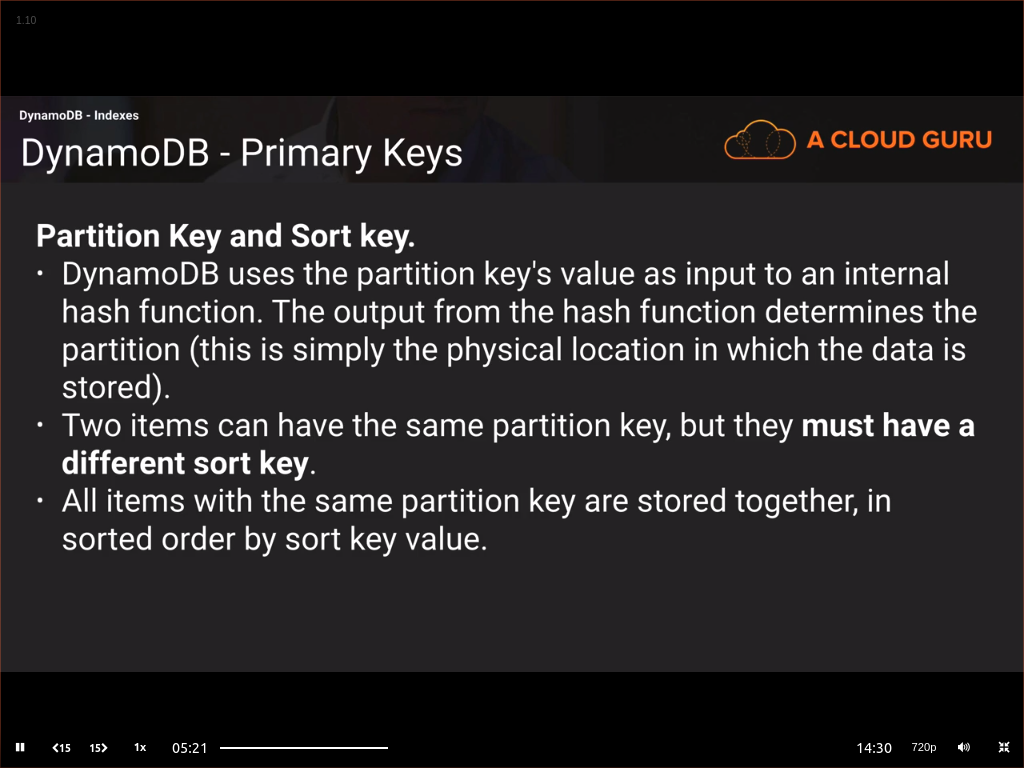 1.10
DynamoDB - Indexes
DynamoDB - Primary Keys
A CLOUD GURU
Partition Key and Sort key.
• DynamoDB uses the partition key's value as input to an internal
hash function. The output from the hash function determines the
partition (this is simply the physical location in which the data is
stored).
• Two items can have the same partition key, but they must have a
different sort key.
• All items with the same partition key are stored together, in
sorted order by sort key value.
15 15 1x 05:21 14:30 720p